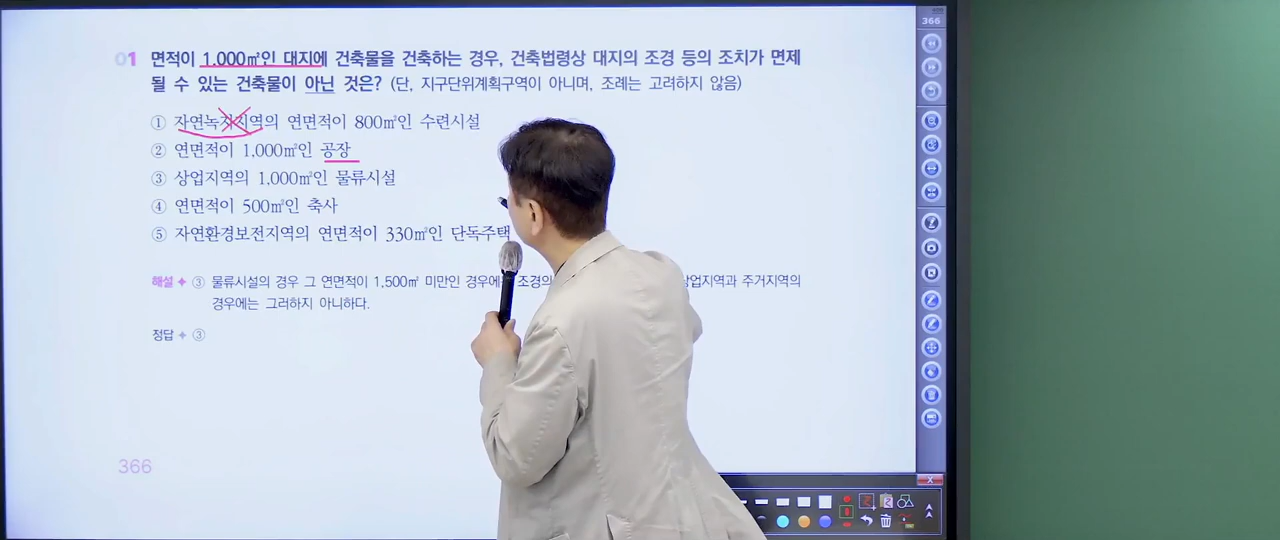 366
01 면적이 1,000㎡인 대지에 건축물을 건축하는 경우, 건축법령상 대지의 조경 등의 조치가 면제
될 수 있는 건축물이 아닌 것은? (단, 지구단위계획구역이 아니며, 조례는 고려하지 않음)
① 자연녹지지역의 연면적이 800㎡인 수련시설
② 연면적이 1,000㎡인 공장
③ 상업지역의 1,000㎡인 물류시설
④ 연면적이 500㎡인 축사
⑤ 자연환경보전지역의 연면적이 330㎡인 단독주택
해설 ✦ ③ 물류시설의 경우 그 연면적이 1,500㎡ 미만인 경우에는 조경의 상업지역과 주거지역의
경우에는 그러하지 아니하다.
정답 ✦ ③
366